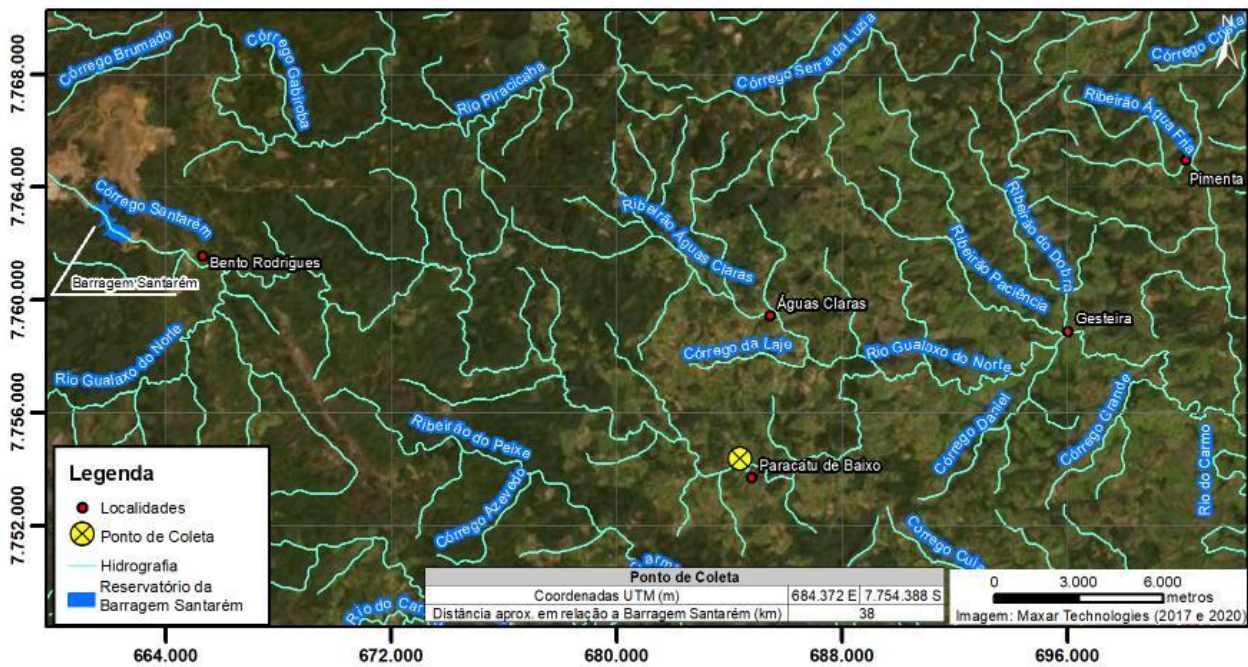 N
Córrego Brumado
Córrego Gabiroba
Rio Piracicaba
Córrego Serra da Luzia
Ribeirão Água Fria
Pimenta
Córrego Santarém
Bento Rodrigues
Barragem Santarém
Ribeirão Águas Claras
Ribeirão do Dobra
Ribeirão Paciência
Águas Claras
Gesteira
Córrego da Laje
Rio Gualaxo do Norte
Rio Gualaxo do Norte
Ribeirão do Peixe
Córrego Azevedo
Paracatu de Baixo
Córrego Daniel
Córrego Grande
Rio do Carmo
7.768.000
7.764.000
7.760.000
7.756.000
7.752.000
Legenda
Localidades
Ponto de Coleta
Hidrografia
Reservatório da
Barragem Santarém
Ponto de Coleta
Coordenadas UTM (m) 684.372 E 7.754.388 S
Distância aprox. em relação a Barragem Santarém (km) 38
0 3.000 6.000
metros
Imagem: Maxar Technologies (2017 e 2020)
664.000 672.000 680.000 688.000 696.000